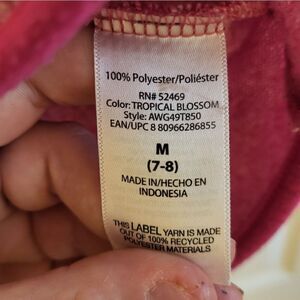 100% Polyester/Poliéster
RN# 52469
Color: TROPICAL BLOSSOM
Style: AWG49T850
EAN/UPC 8 80966286855
M
(7-8)
MADE IN/HECHO EN
INDONESIA
THIS LABEL YARN IS MADE
OUT OF 100% RECYCLED
POLYESTER MATERIALS